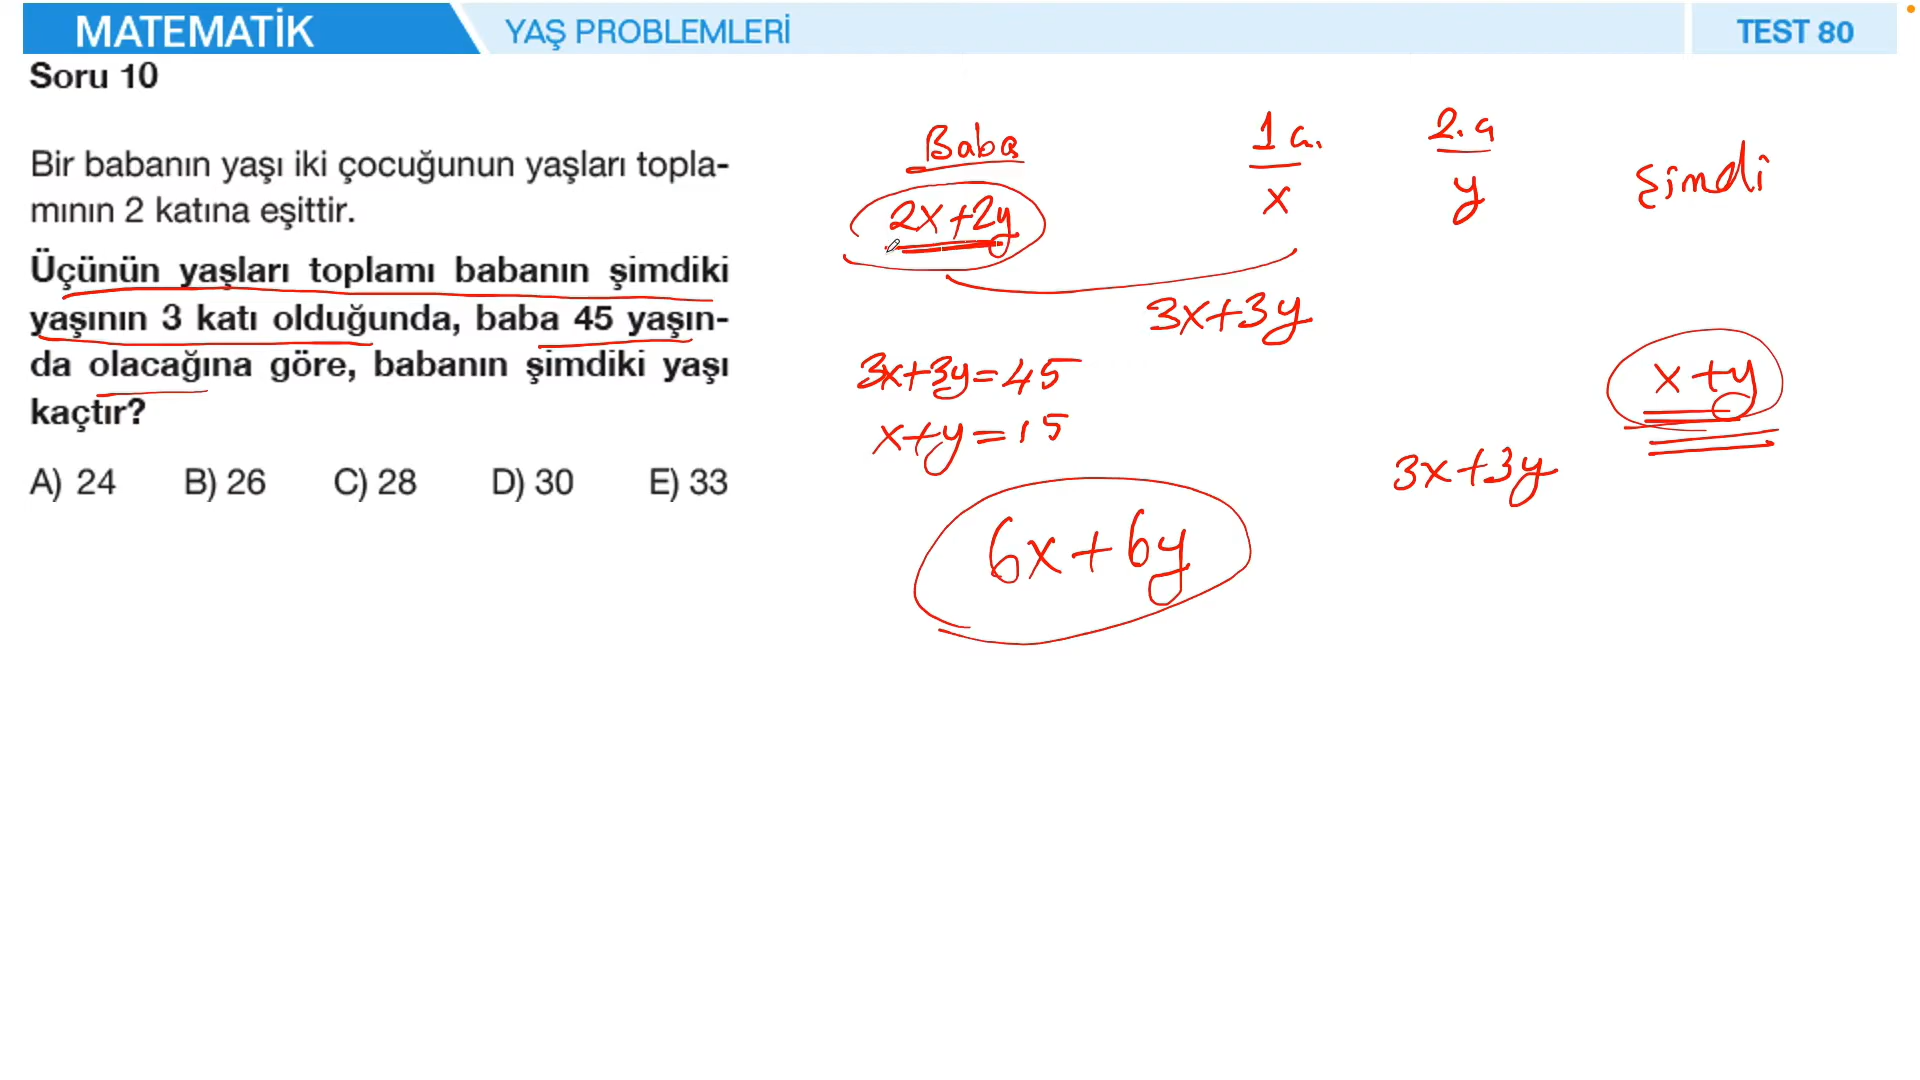 MATEMATİK
YAŞ PROBLEMLERİ
TEST 80
Soru 10
Bir babanın yaşı iki çocuğunun yaşları topla-
mının 2 katına eşittir.
Üçünün yaşları toplamı babanın şimdiki
yaşının 3 katı olduğunda, baba 45 yaşın-
da olacağına göre, babanın şimdiki yaşı
kaçtır?
A) 24 B) 26 C) 28 D) 30 E) 33
Baba 1 a. 2. a
2x+2y x y şimdi
3x+3y
3x+3y=45
x+y=15
x+y
3x+3y
6x+6y